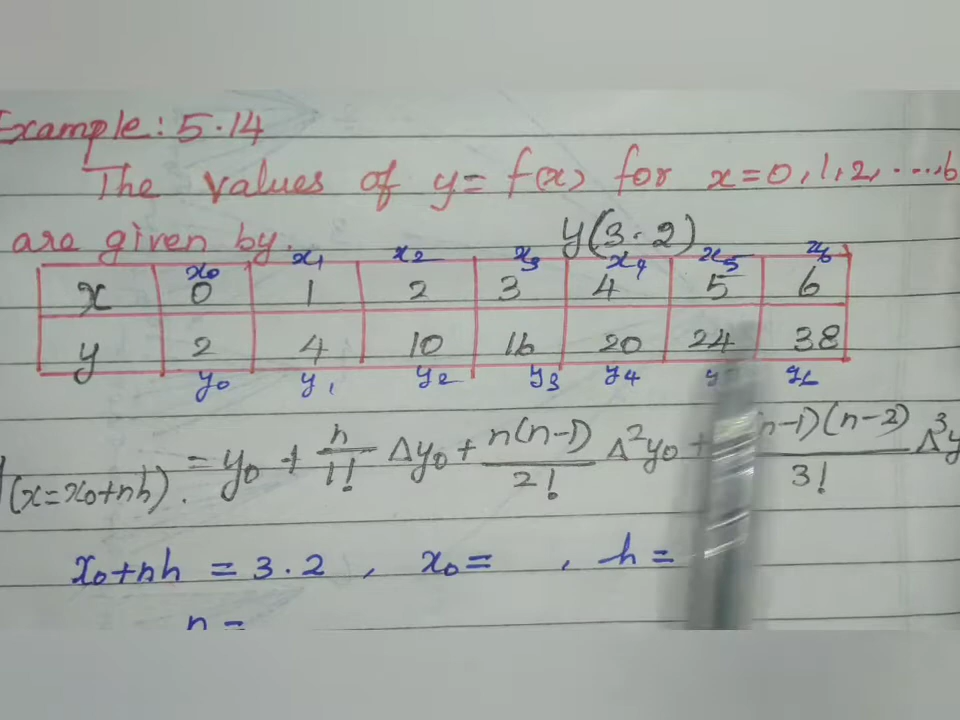 Example: 5.14
The values of y = f(x) for x = 0, 1, 2, ..., 6
are given by. y(3.2)
x₀ x₁ x₂ x₃ x₄ x₅ x₆
x 0 1 2 3 4 5 6
y 2 4 10 16 20 24 38
y₀ y₁ y₂ y₃ y₄ y₆
(x=x₀+nh). = y₀ + n/1! Δy₀ + n(n-1)/2! Δ²y₀ + n-1)(n-2)/3! Δ³y
x₀+nh = 3.2 , x₀ = , h =
n =